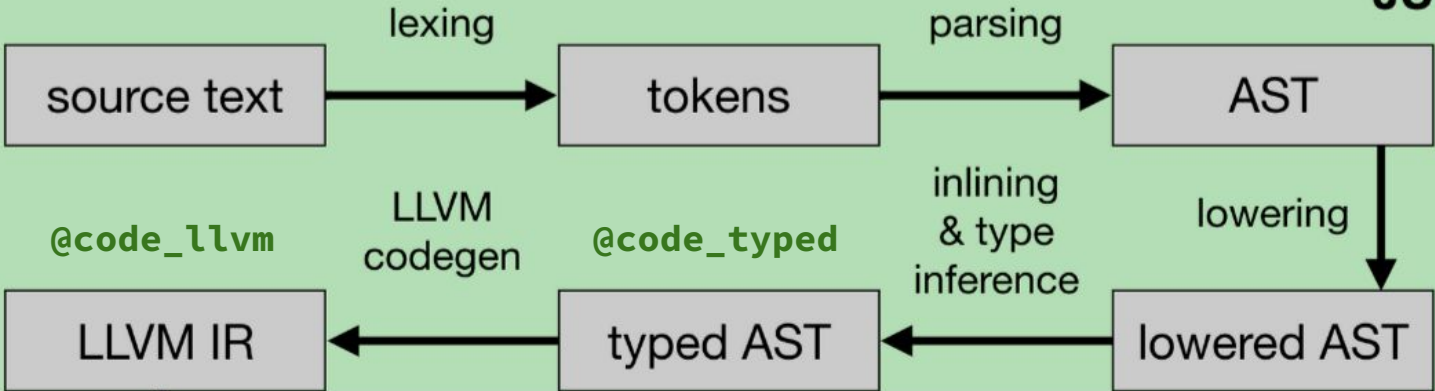 lexing
parsing
source text
tokens
AST
LLVM
codegen
inlining
& type
inference
lowering
@code_llvm
@code_typed
LLVM IR
typed AST
lowered AST